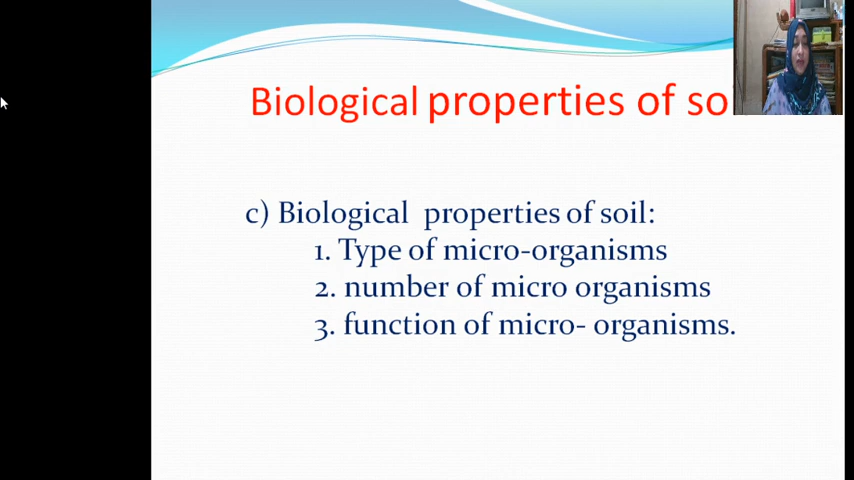 Biological properties of so
c) Biological properties of soil:
1. Type of micro-organisms
2. number of micro organisms
3. function of micro- organisms.